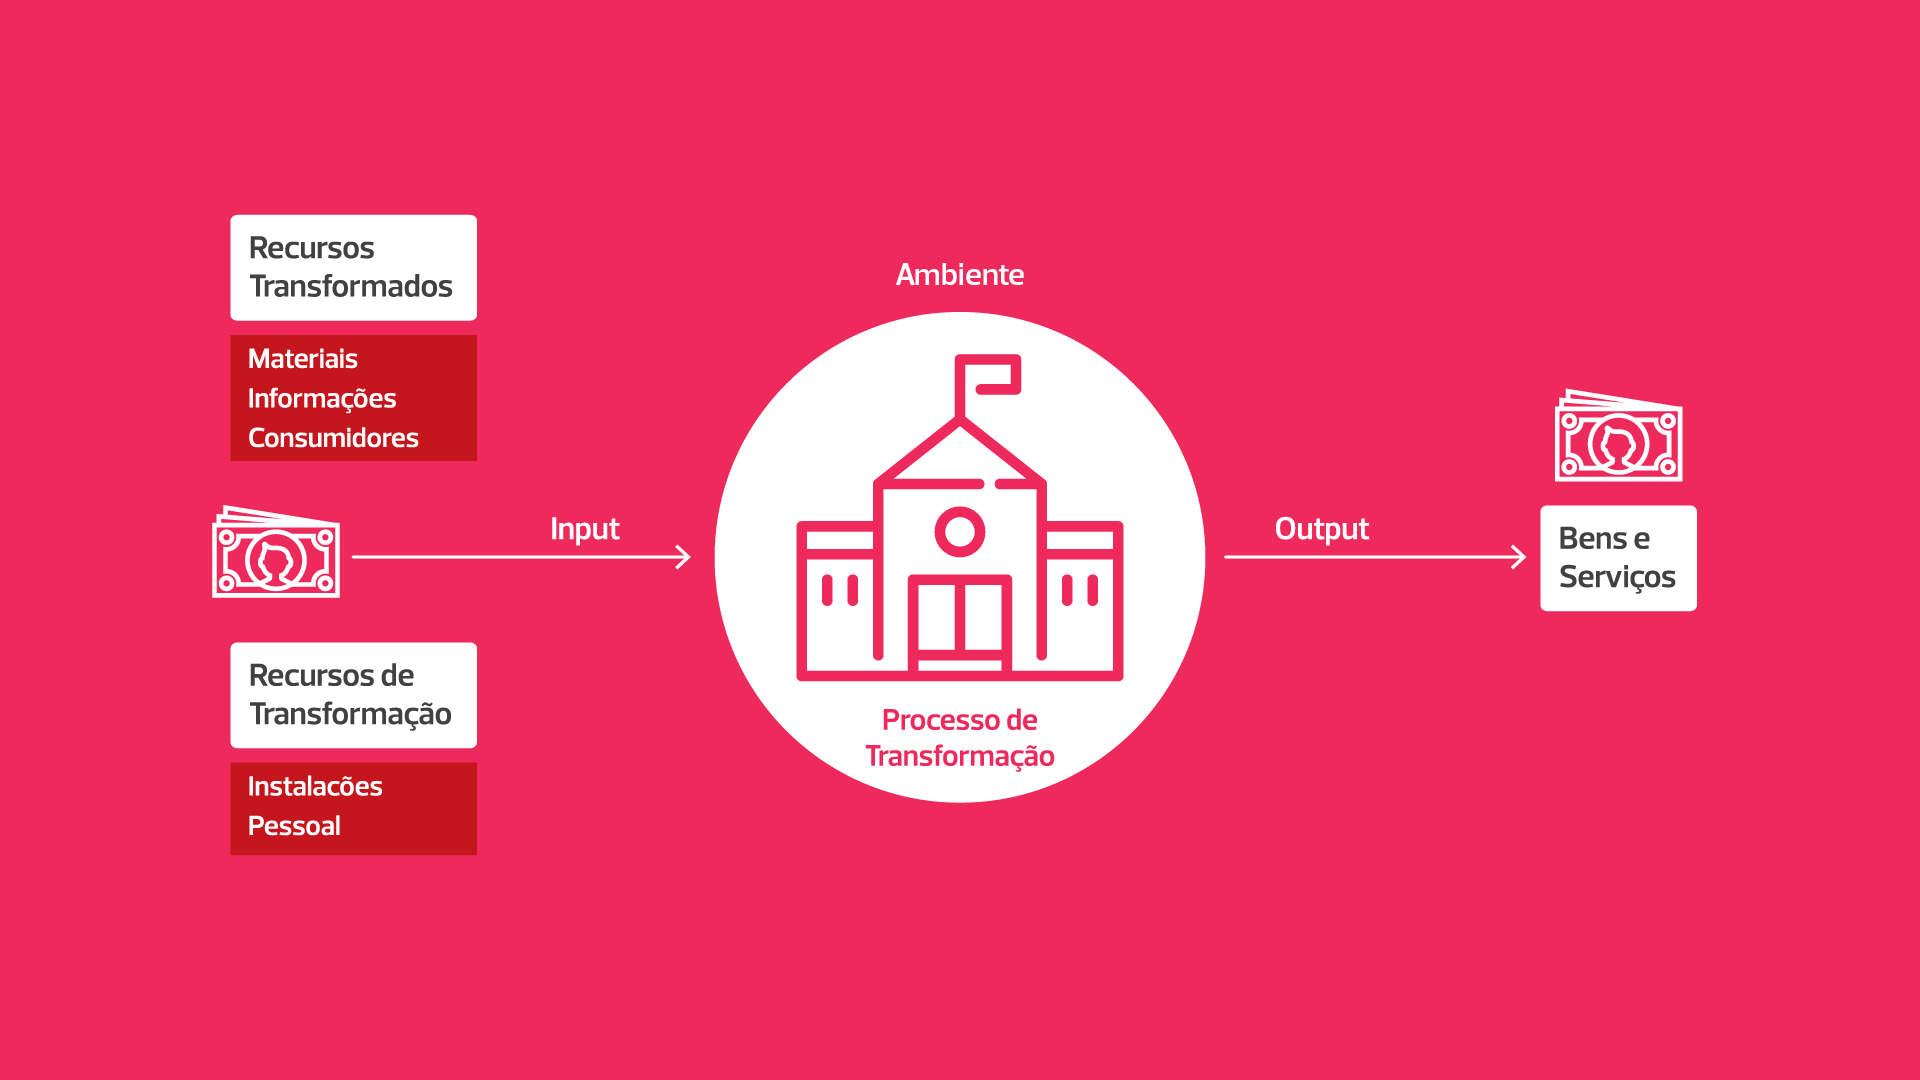 Recursos
Transformados
Materiais
Informações
Consumidores
Input
Recursos de
Transformação
Instalacões
Pessoal
Ambiente
Processo de
Transformação
Output
Bens e
Serviços